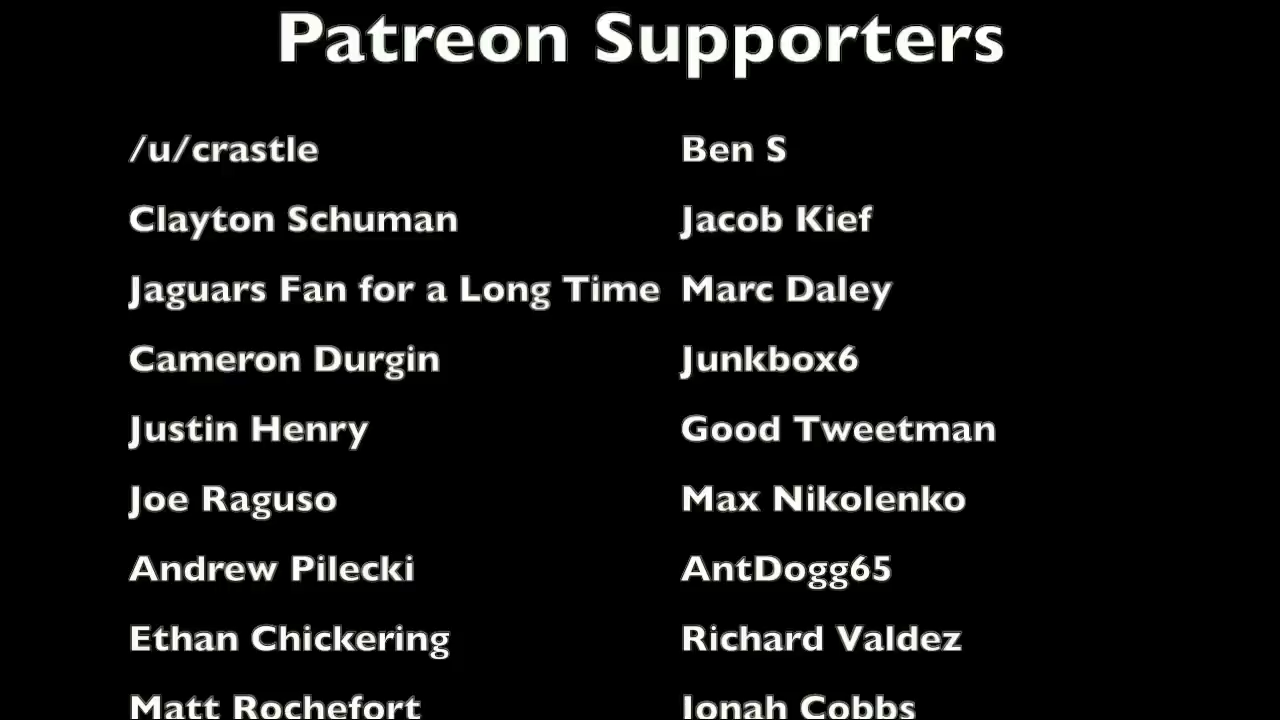 Patreon Supporters
/u/crastle
Ben S
Clayton Schuman
Jacob Kief
Jaguars Fan for a Long Time
Marc Daley
Cameron Durgin
Junkbox6
Justin Henry
Good Tweetman
Joe Raguso
Max Nikolenko
Andrew Pilecki
AntDogg65
Ethan Chickering
Richard Valdez
Matt Rochefort
Jonah Cobbs